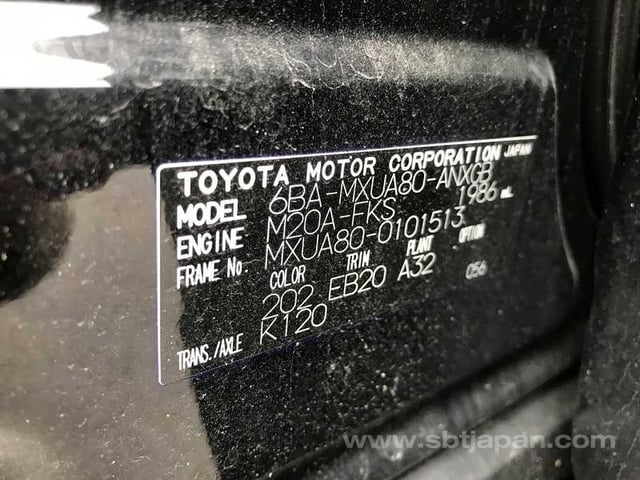 TOYOTA MOTOR CORPORATION JAPAN
MODEL 6BA-MXUA80-ANXGB
ENGINE M20A-FKS 1986 mL
FRAME No. MXUA80-0101513
COLOR TRIM PLANT OPTION
202 EB20 A32 056
TRANS./AXLE K120
www.sbtjapan.com